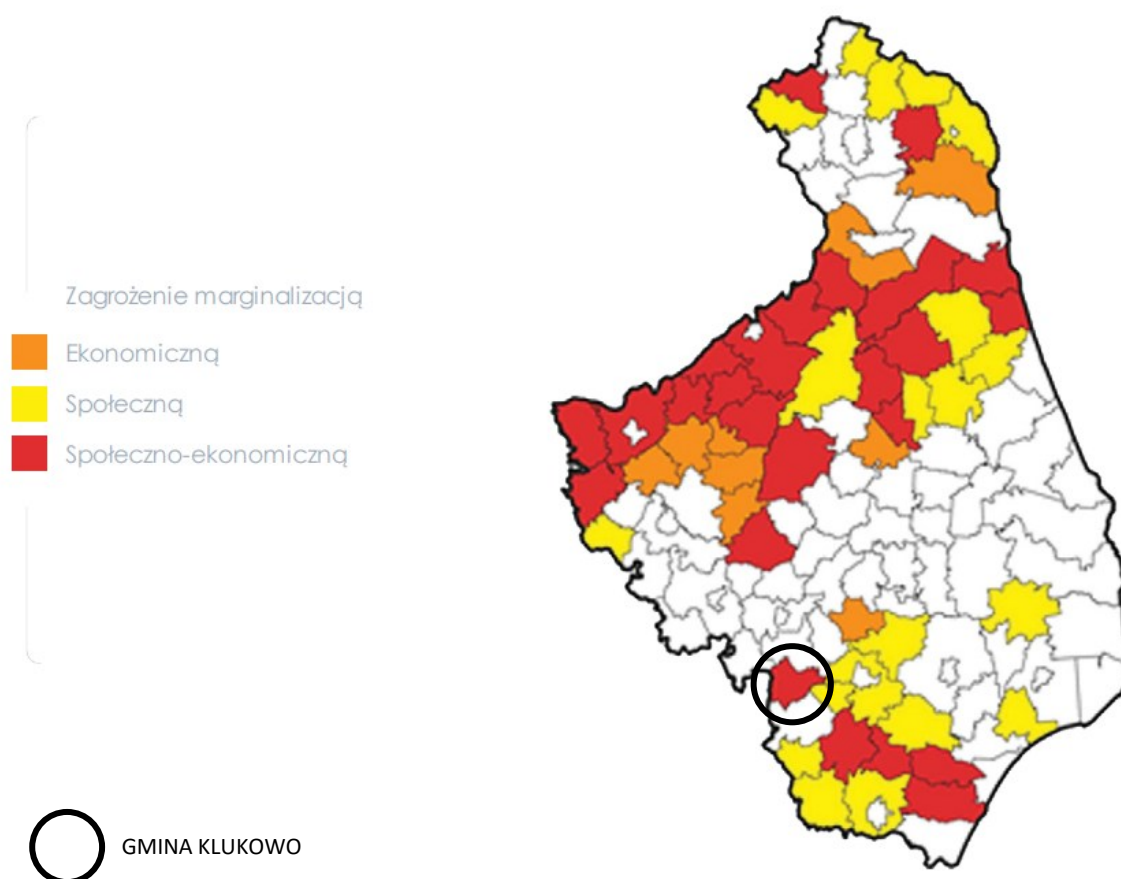 Zagrożenie marginalizacją
Ekonomiczną
Społeczną
Społeczno-ekonomiczną
GMINA KLUKOWO